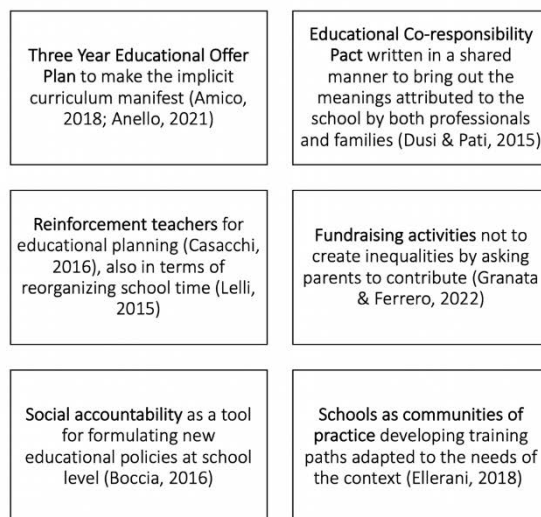 Three Year Educational Offer
Plan to make the implicit
curriculum manifest (Amico,
2018; Anello, 2021)
Educational Co-responsibility
Pact written in a shared
manner to bring out the
meanings attributed to the
school by both professionals
and families (Dusi & Pati, 2015)
Reinforcement teachers for
educational planning (Casacchi,
2016), also in terms of
reorganizing school time (Lelli,
2015)
Fundraising activities not to
create inequalities by asking
parents to contribute (Granata
& Ferrero, 2022)
Social accountability as a tool
for formulating new
educational policies at school
level (Boccia, 2016)
Schools as communities of
practice developing training
paths adapted to the needs of
the context (Ellerani, 2018)